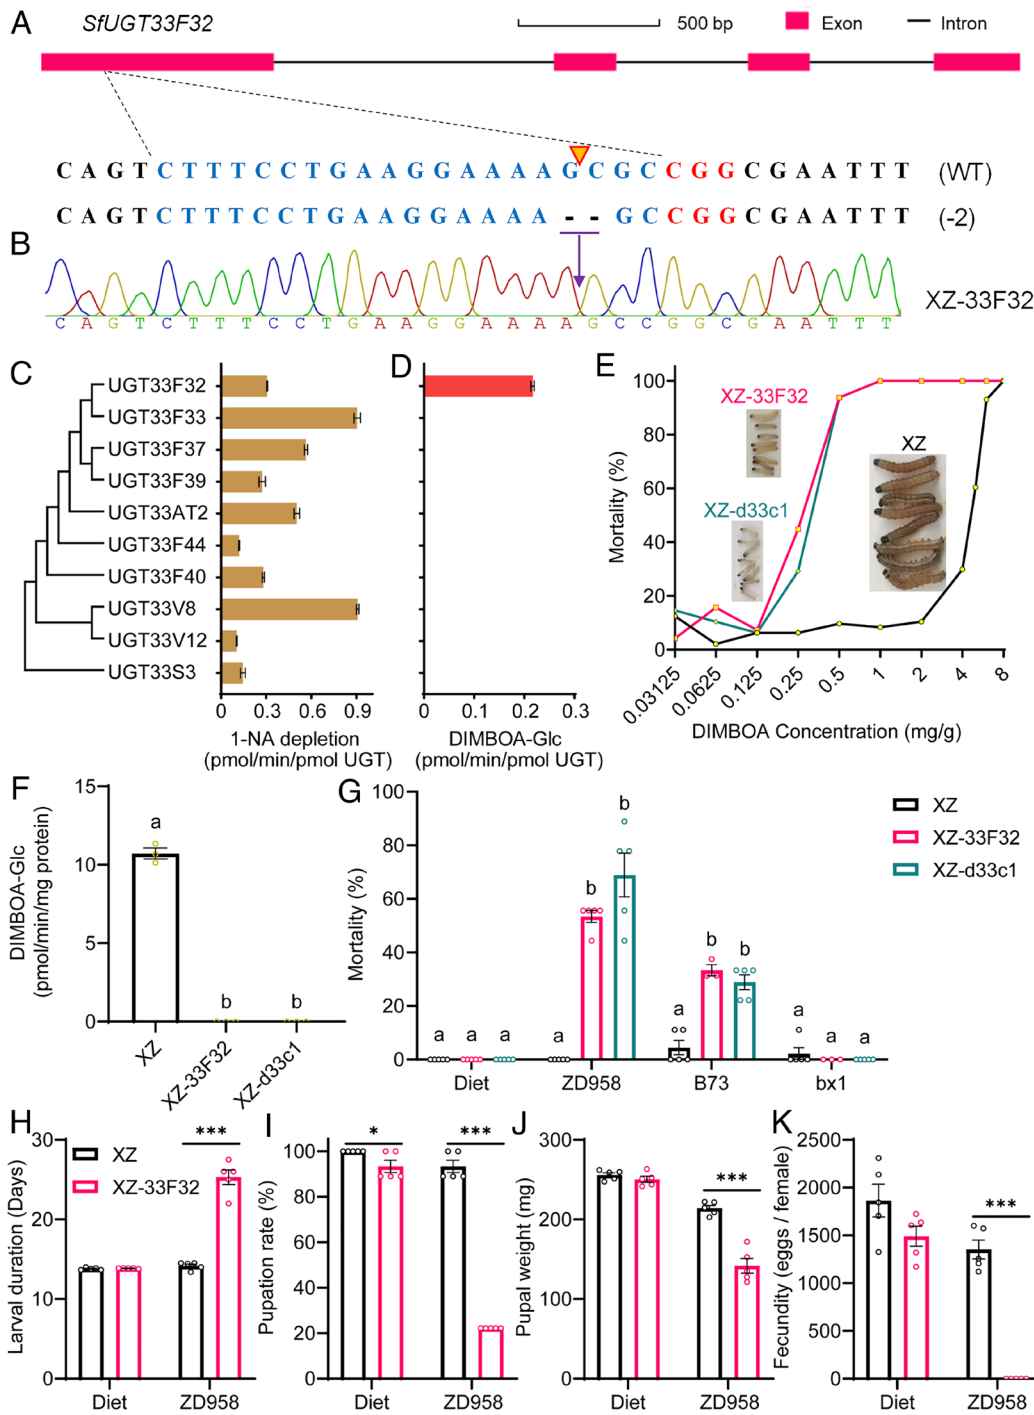 A
SfUGT33F32
500 bp
Exon
Intron
CAGTCTTTCCTGAAGGAAAAGCGCCGGCGAATTT (WT)
CAGTCTTTCCTGAAGGAAAA--GCCGGCGAATTT (-2)
B
XZ-33F32
CAGTCTTTCCTGAAGGAAAAGCCGGCGAATTT
C
UGT33F32
UGT33F33
UGT33F37
UGT33F39
UGT33AT2
UGT33F44
UGT33F40
UGT33V8
UGT33V12
UGT33S3
0 0.3 0.6 0.9
1-NA depletion
(pmol/min/pmol UGT)
D
0 0.1 0.2 0.3
DIMBOA-Glc
(pmol/min/pmol UGT)
E
Mortality (%)
100
80
60
40
20
0
XZ-33F32
XZ-d33c1
XZ
0.03125 0.0625 0.125 0.25 0.5 1 2 4 8
DIMBOA Concentration (mg/g)
F
DIMBOA-Glc
(pmol/min/mg protein)
15
10
5
0
a b b
XZ XZ-33F32 XZ-d33c1
G
Mortality (%)
100
80
60
40
20
0
a a a a b b a b b a a a
Diet ZD958 B73 bx1
XZ
XZ-33F32
XZ-d33c1
H
Larval duration (Days)
30
20
10
0
XZ
XZ-33F32
***
Diet ZD958
I
Pupation rate (%)
100
80
60
40
20
0
* ***
Diet ZD958
J
Pupal weight (mg)
300
200
100
0
***
Diet ZD958
K
Fecundity (eggs / female)
2500
2000
1500
1000
500
0
***
Diet ZD958